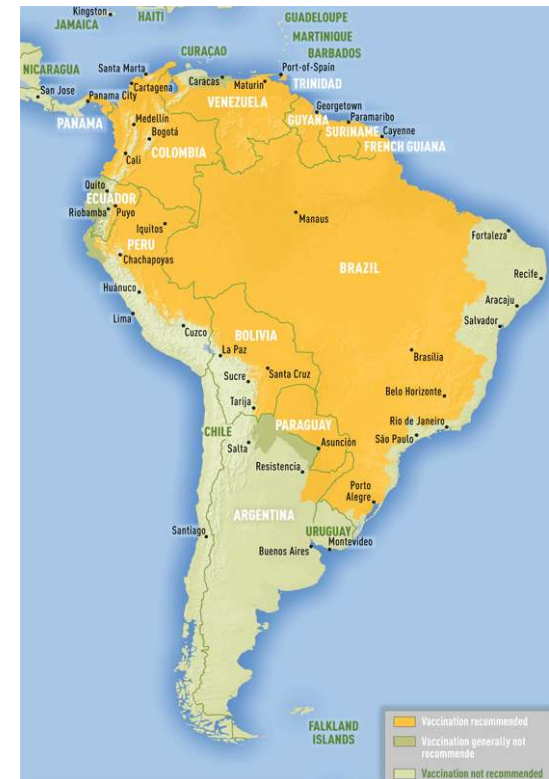 Kingston
JAMAICA
HAITI
GUADELOUPE
MARTINIQUE
BARBADOS
CURAÇAO
NICARAGUA
San Jose
Panama City
PANAMA
Santa Marta
Cartagena
Caracas
Maturin
Port-of-Spain
TRINIDAD
VENEZUELA
Georgetown
GUYANA
Paramaribo
SURINAME
Cayenne
FRENCH GUIANA
Medellín
Bogotá
COLOMBIA
Cali
Quito
ECUADOR
Riobamba
Puyo
Iquitos
PERU
Chachapoyas
Manaus
Fortaleza
BRAZIL
Recife
Huánuco
Lima
Aracaju
Salvador
Cuzco
BOLIVIA
La Paz
Santa Cruz
Brasília
Sucre
Tarija
Belo Horizonte
Rio de Janeiro
São Paulo
PARAGUAY
CHILE
Salta
Asunción
Resistencia
Porto
Alegre
ARGENTINA
URUGUAY
Santiago
Buenos Aires
Montevideo
FALKLAND
ISLANDS
Vaccination recommended
Vaccination generally not
recommende
Vaccination not recommended